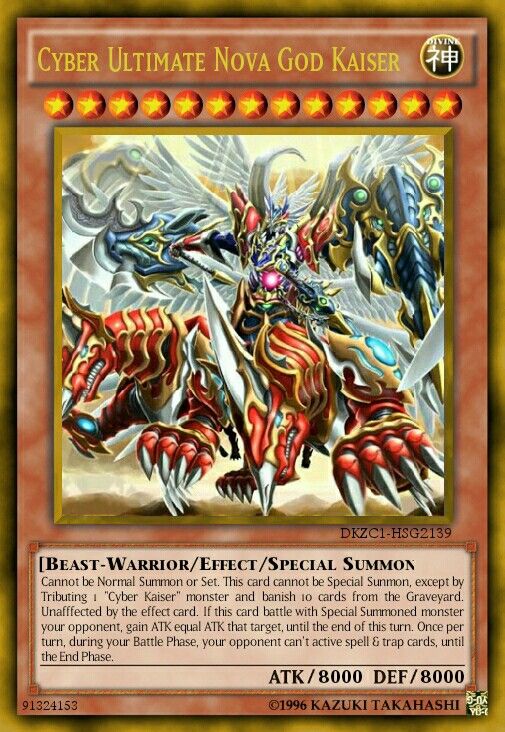 CYBER ULTIMATE NOVA GOD KAISER
DIVINE
神
DKZC1-HSG2139
[BEAST-WARRIOR/EFFECT/SPECIAL SUMMON
Cannot be Normal Summon or Set. This card cannot be Special Sunmon, except by
Tributing 1 "Cyber Kaiser" monster and banish 10 cards from the Graveyard.
Unafffected by the effect card. If this card battle with Special Summoned monster
your opponent, gain ATK equal ATK that target, until the end of this turn. Once per
turn, during your Battle Phase, your opponent can't active spell & trap cards, until
the End Phase.
ATK/8000 DEF/8000
91324153
©1996 KAZUKI TAKAHASHI